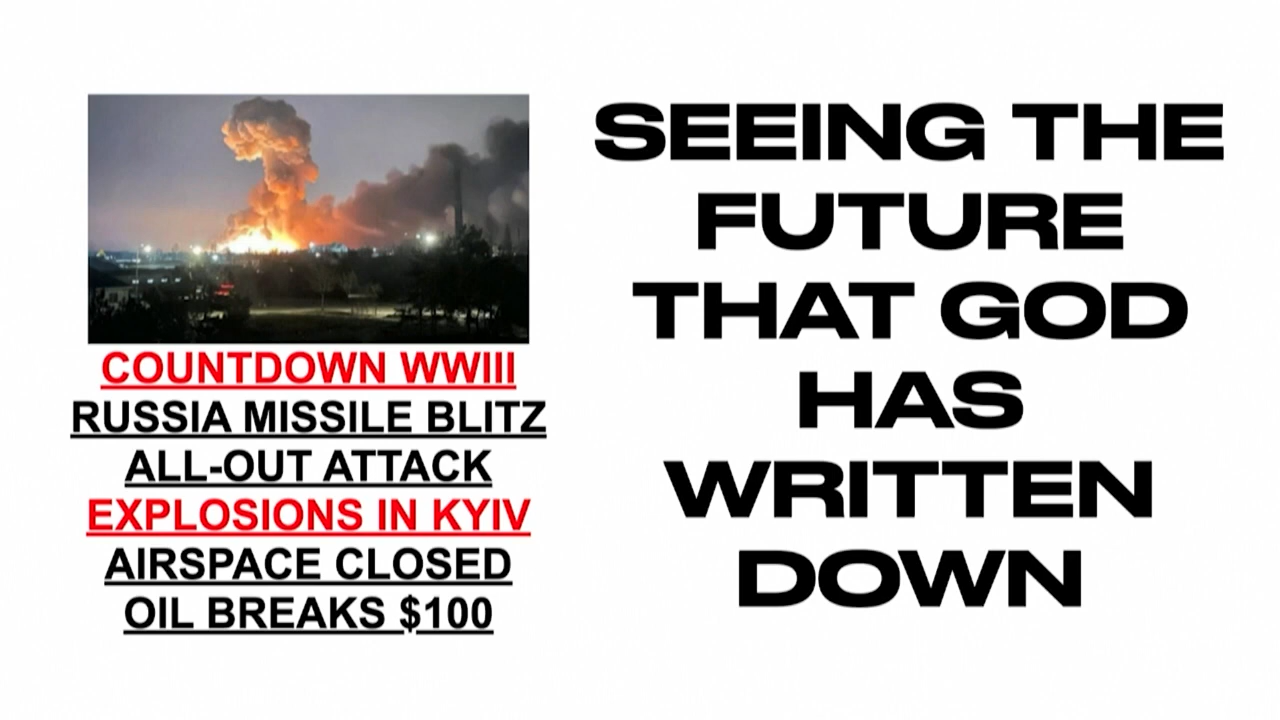 COUNTDOWN WWIII
RUSSIA MISSILE BLITZ
ALL-OUT ATTACK
EXPLOSIONS IN KYIV
AIRSPACE CLOSED
OIL BREAKS $100
SEEING THE
FUTURE
THAT GOD
HAS
WRITTEN
DOWN